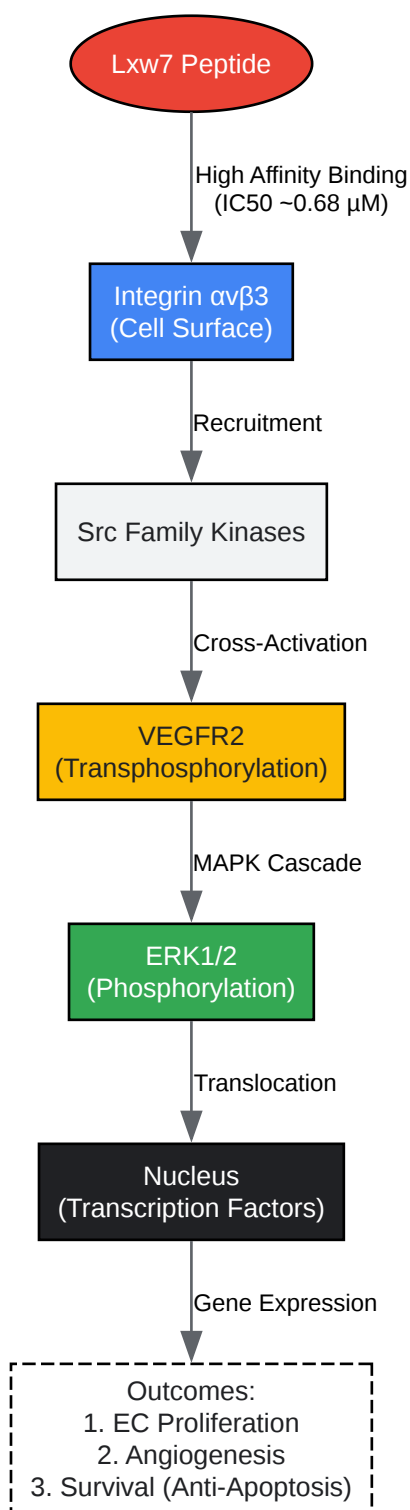 Lxw7 Peptide
High Affinity Binding
(IC50 ~0.68 µM)
Integrin αvβ3
(Cell Surface)
Recruitment
Src Family Kinases
Cross-Activation
VEGFR2
(Transphosphorylation)
MAPK Cascade
ERK1/2
(Phosphorylation)
Translocation
Nucleus
(Transcription Factors)
Gene Expression
Outcomes:
1. EC Proliferation
2. Angiogenesis
3. Survival (Anti-Apoptosis)